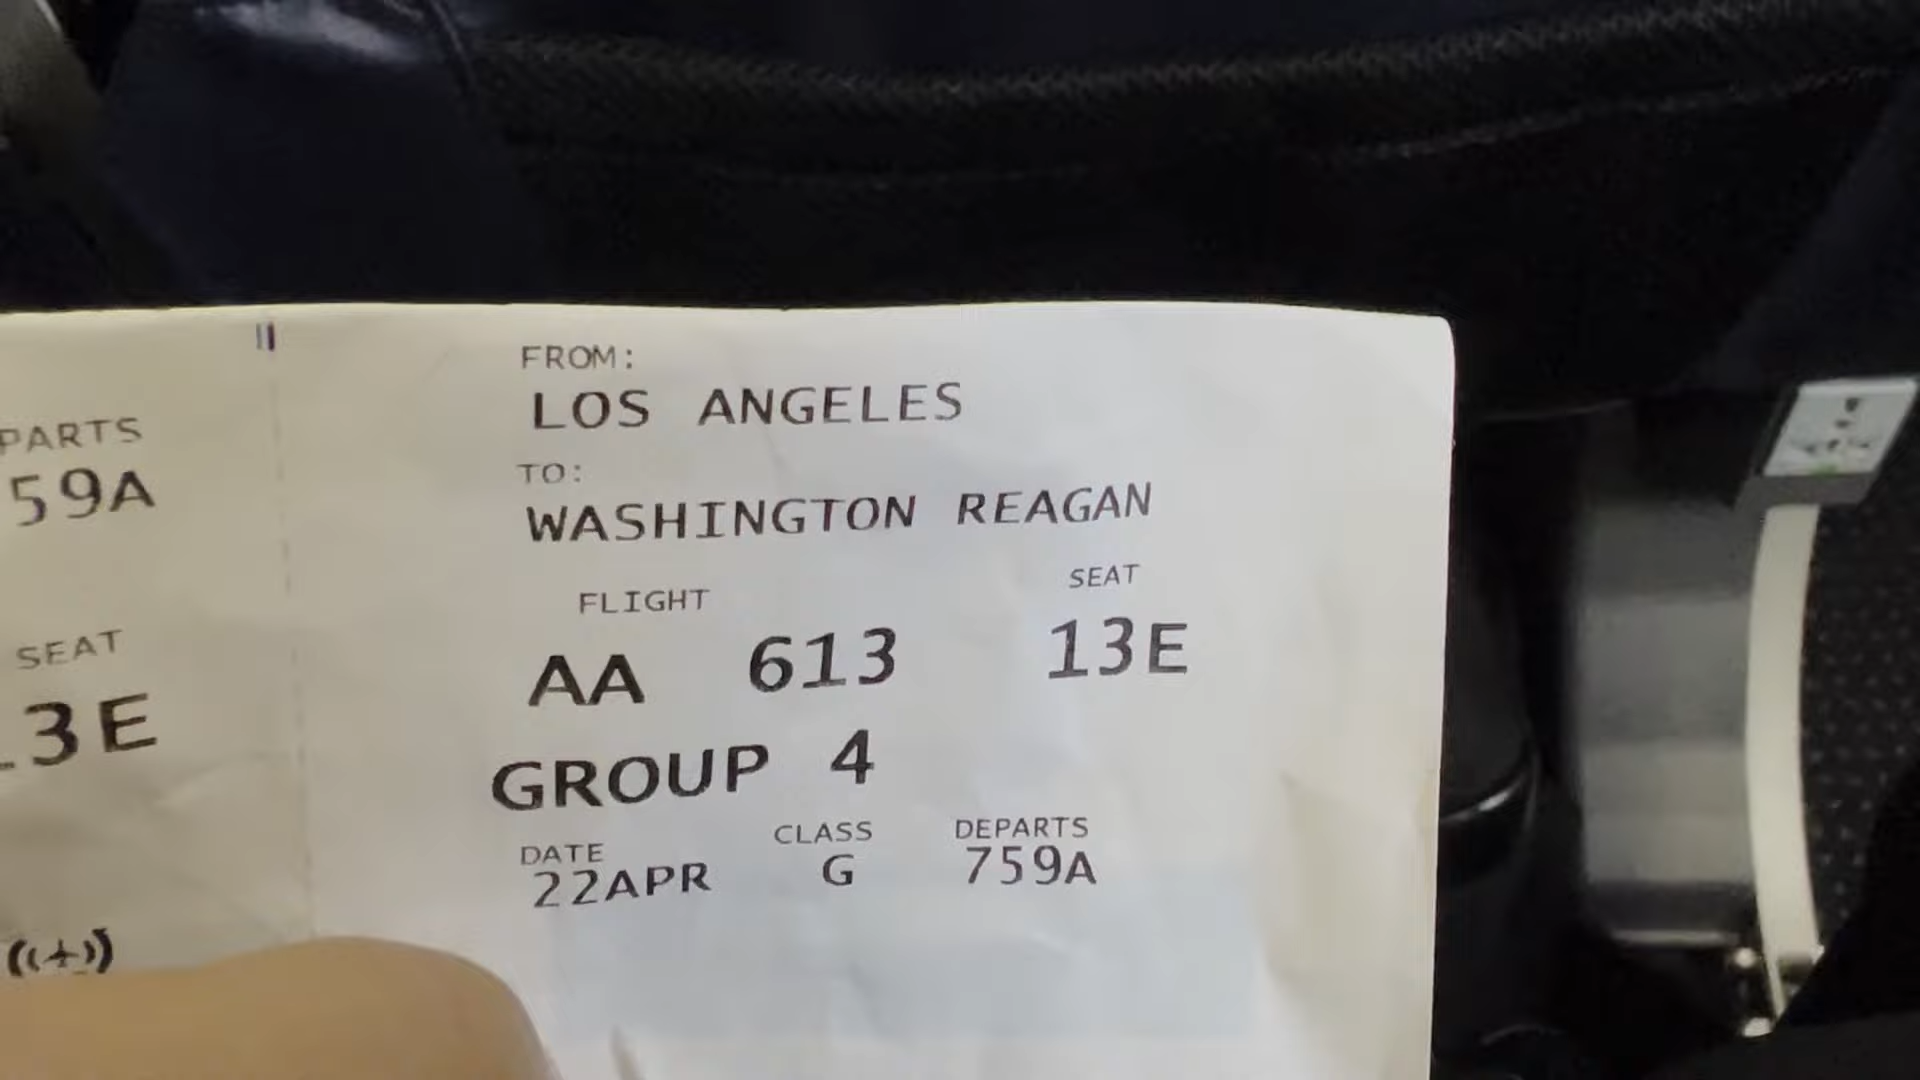 PARTS
59A
SEAT
3E
FROM:
LOS ANGELES
TO:
WASHINGTON REAGAN
FLIGHT SEAT
AA 613 13E
GROUP 4
DATE CLASS DEPARTS
22APR G 759A